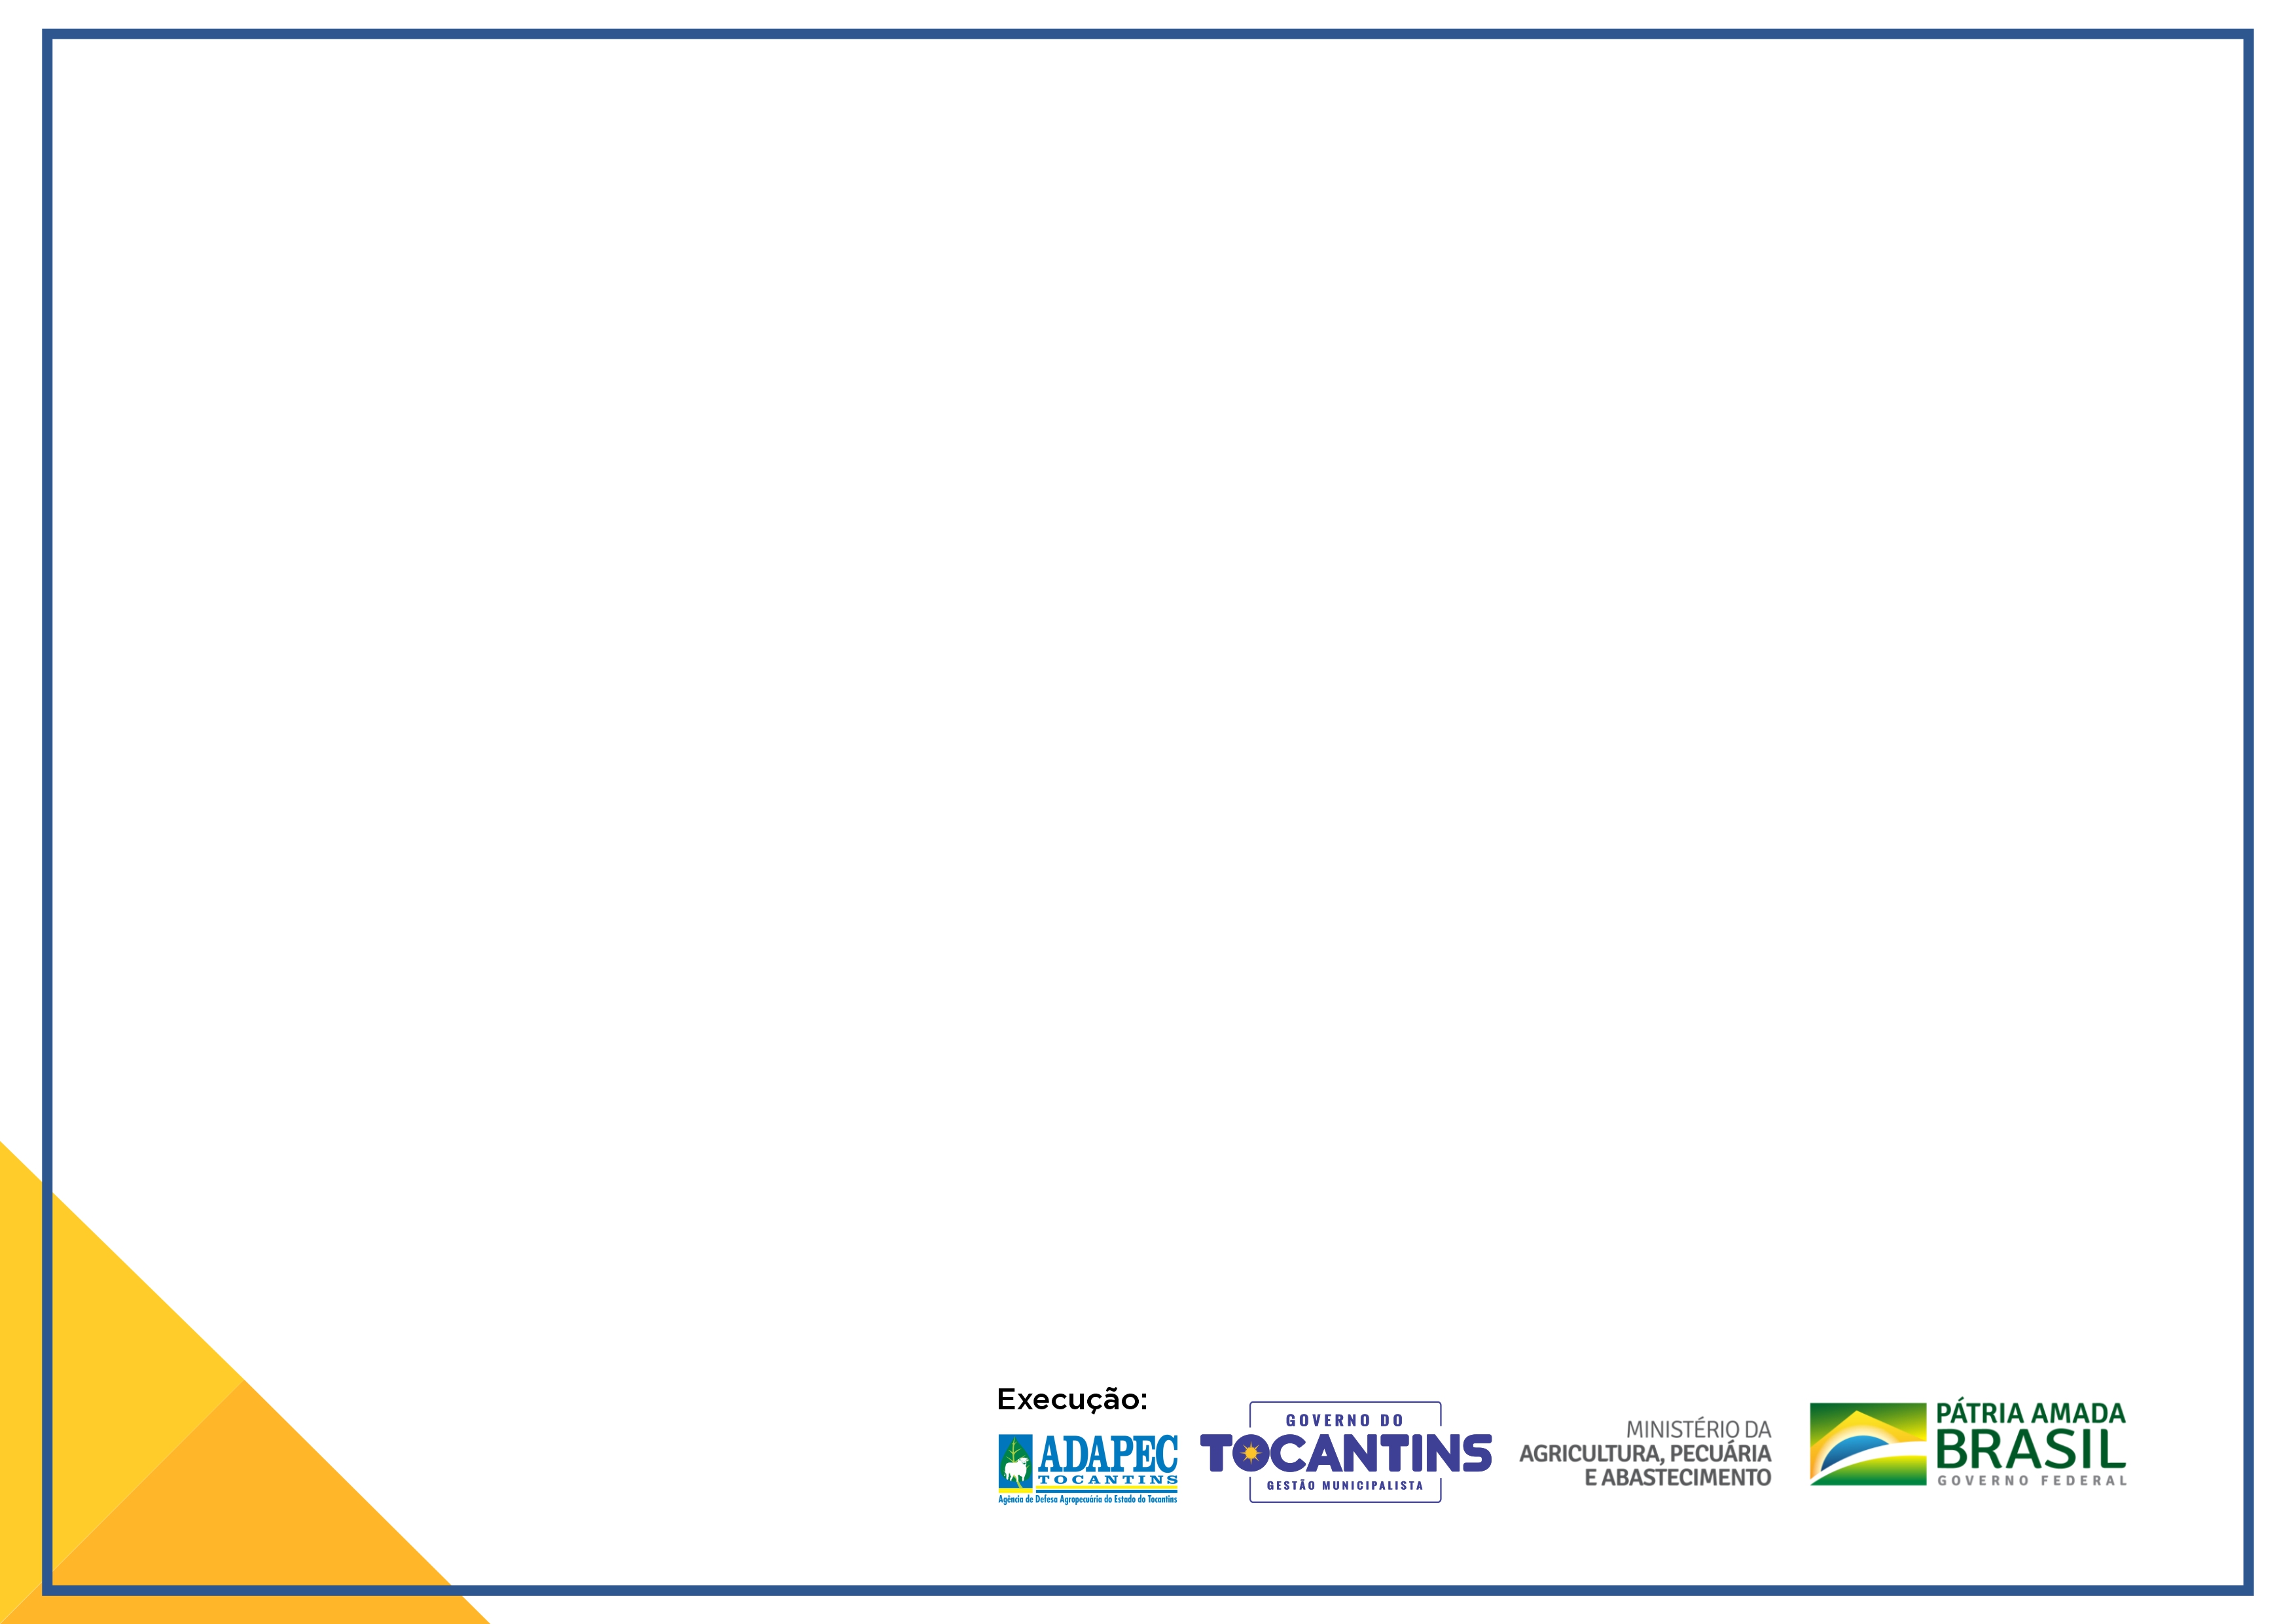 Execução:
ADAPEC
TOCANTINS
Agência de Defesa Agropecuária do Estado do Tocantins
GOVERNO DO
TOCANTINS
GESTÃO MUNICIPALISTA
MINISTÉRIO DA
AGRICULTURA, PECUÁRIA
E ABASTECIMENTO
PÁTRIA AMADA
BRASIL
GOVERNO FEDERAL